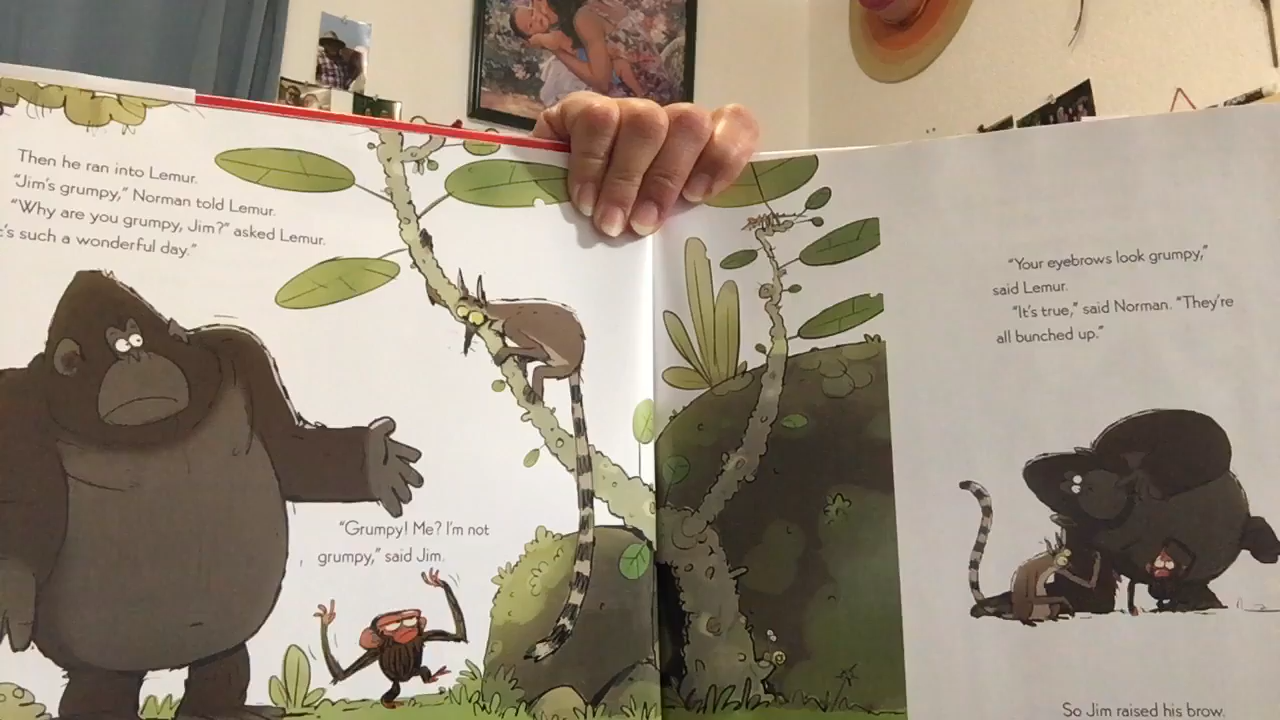 Then he ran into Lemur.
"Jim's grumpy," Norman told Lemur.
"Why are you grumpy, Jim?" asked Lemur.
's such a wonderful day."
"Grumpy! Me? I'm not
grumpy," said Jim.
"Your eyebrows look grumpy,"
said Lemur.
"It's true," said Norman. "They're
all bunched up."
So Jim raised his brow.